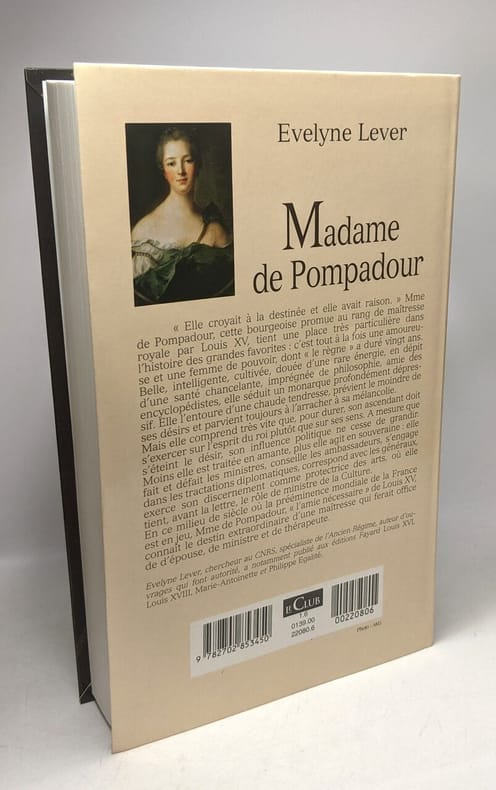 Evelyne Lever
Madame
de Pompadour
« Elle croyait à la destinée et elle avait raison. » Mme
de Pompadour, cette bourgeoise promue au rang de maîtresse
royale par Louis XV, tient une place très particulière dans
l'histoire des grandes favorites : c'est tout à la fois une amoureu-
se et une femme de pouvoir, dont « le règne » a duré vingt ans.
Belle, intelligente, cultivée, douée d'une rare énergie, en dépit
d'une santé chancelante, imprégnée de philosophie, amie des
encyclopédistes, elle séduit un monarque profondément dépres-
sif. Elle l'entoure d'une chaude tendresse, prévient le moindre de
ses désirs et parvient toujours à l'arracher à sa mélancolie.
Mais elle comprend très vite que, pour durer, son ascendant doit
s'exercer sur l'esprit du roi plutôt que sur ses sens. A mesure que
s'éteint le désir, son influence politique ne cesse de grandir.
Moins elle est traitée en amante, plus elle agit en souveraine : elle
fait et défait les ministres, conseille les ambassadeurs, s'engage
dans les tractations diplomatiques, correspond avec les généraux,
exerce son discernement comme protectrice des arts, où elle
tient, avant la lettre, le rôle de ministre de la Culture.
En ce milieu de siècle où la prééminence mondiale de la France
est en jeu, Mme de Pompadour, « l'amie nécessaire » de Louis XV,
connaît le destin extraordinaire d'une maîtresse qui ferait office
de d'épouse, de ministre et de thérapeute.
Evelyne Lever, chercheur au CNRS, spécialiste de l'Ancien Régime, auteur d'ou-
vrages qui font autorité, a notamment publié aux éditions Fayard Louis XVI,
Louis XVIII, Marie-Antoinette et Philippe Egalité.
LE CLUB
1.6
0139.00
22080.6
00220806
9 782702 853450
Photo : AKG